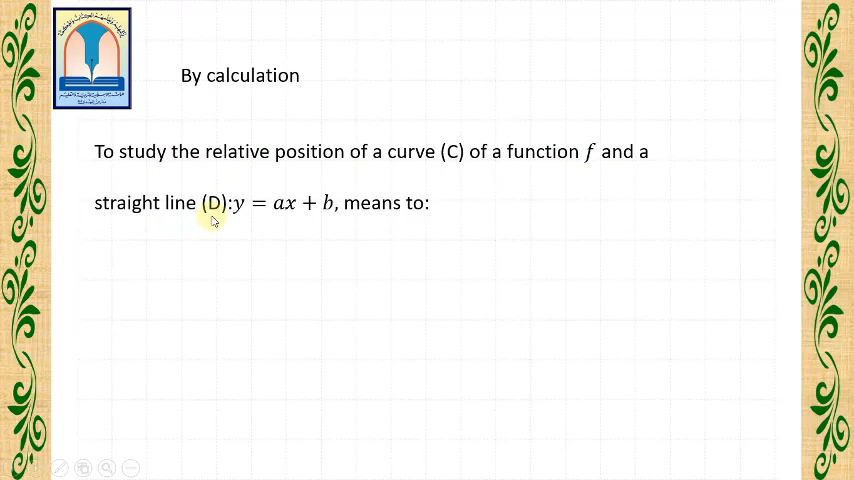 By calculation
To study the relative position of a curve (C) of a function 𝑓 and a
straight line (D):𝑦 = 𝑎𝑥 + 𝑏, means to: